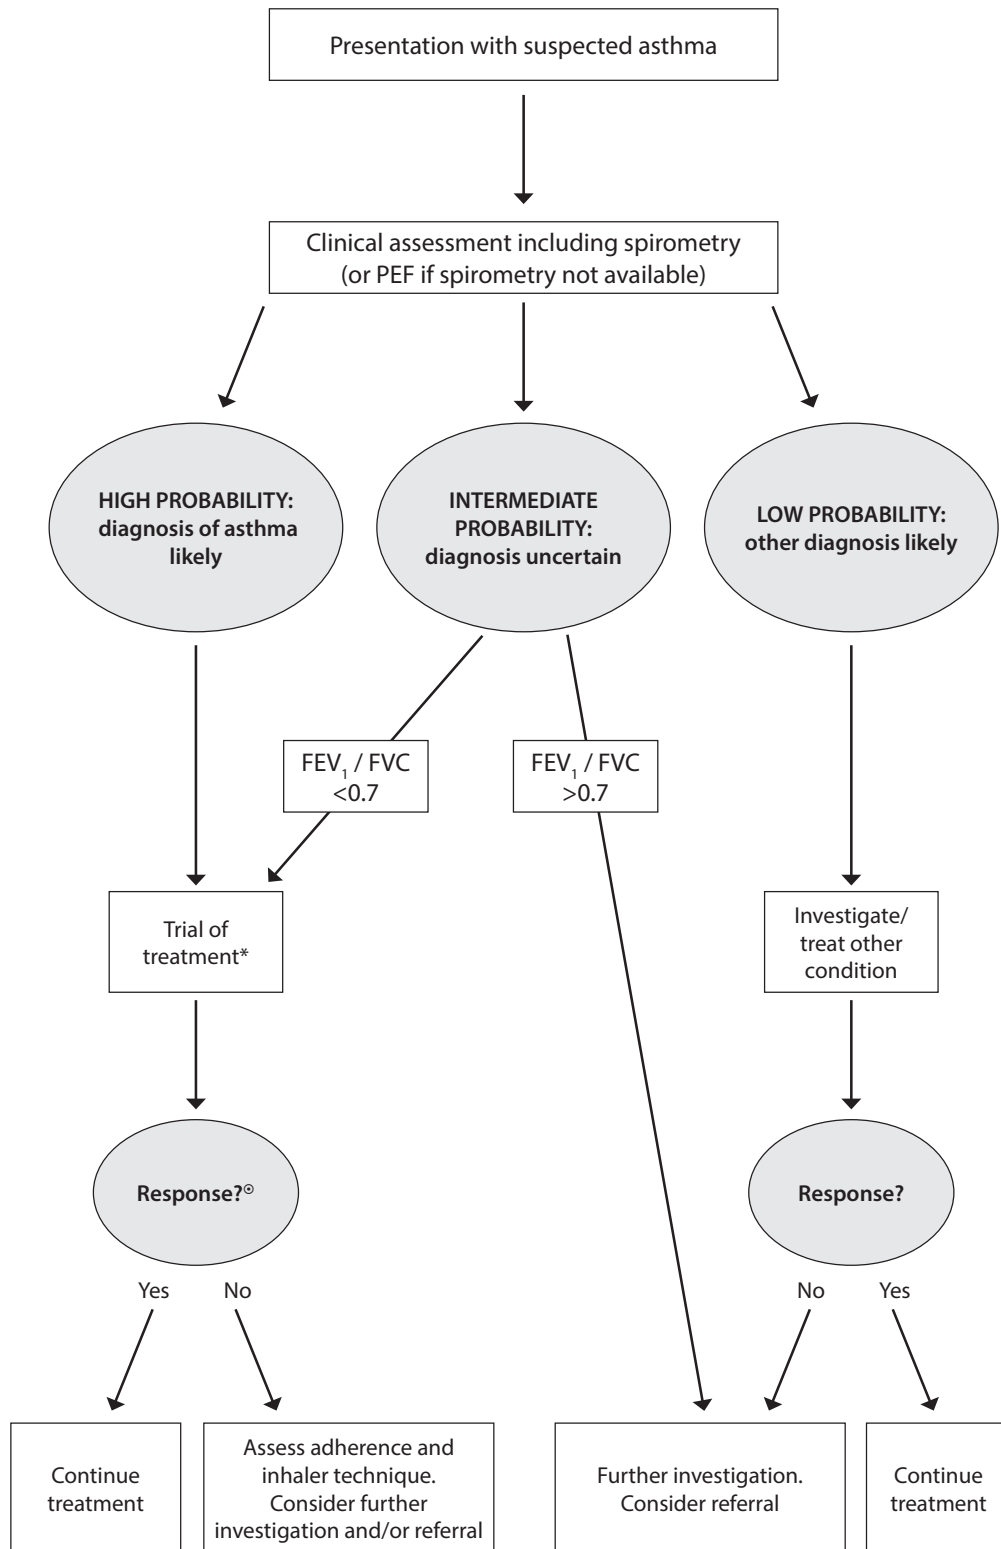 Presentation with suspected asthma
Clinical assessment including spirometry
(or PEF if spirometry not available)
HIGH PROBABILITY:
diagnosis of asthma
likely
INTERMEDIATE
PROBABILITY:
diagnosis uncertain
LOW PROBABILITY:
other diagnosis likely
FEV₁ / FVC
<0.7
FEV₁ / FVC
>0.7
Trial of
treatment*
Investigate/
treat other
condition
Response?⊙
Response?
Yes
No
No
Yes
Continue
treatment
Assess adherence and
inhaler technique.
Consider further
investigation and/or referral
Further investigation.
Consider referral
Continue
treatment